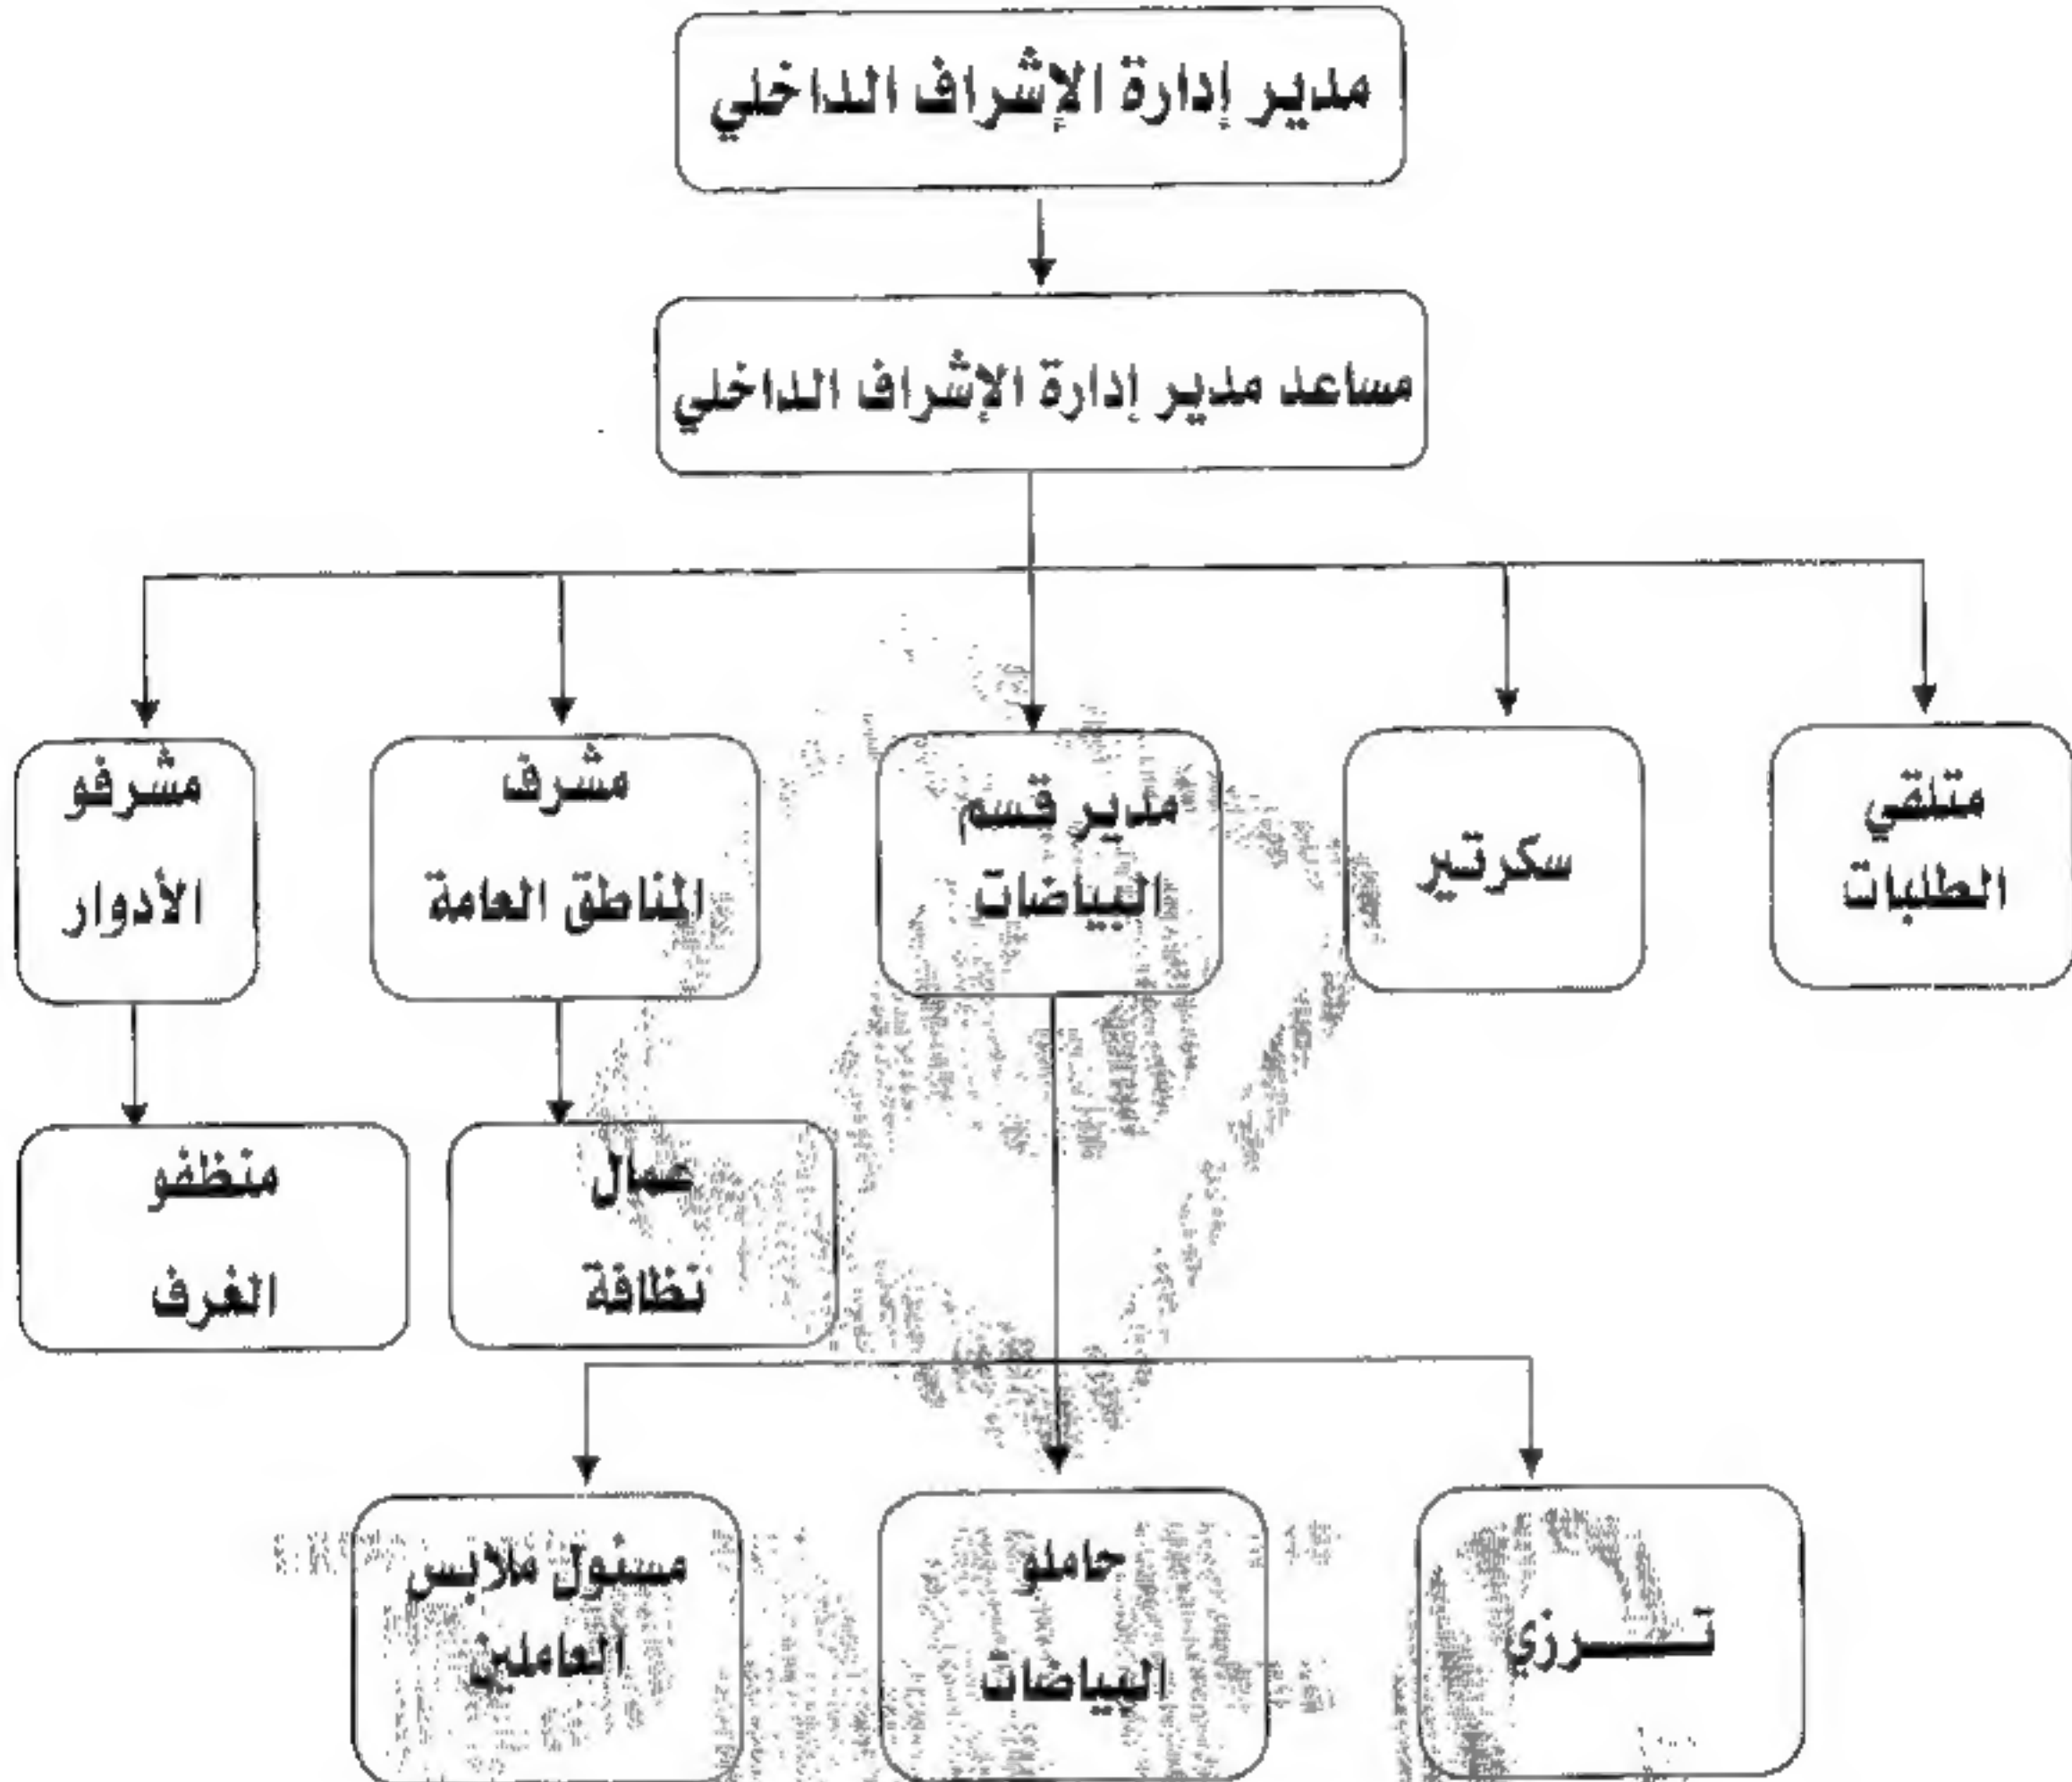 مدير إدارة الإشراف الداخلي
مساعد مدير إدارة الإشراف الداخلي
متلقي
الطلبات
سكرتير
مدير قسم
البياضات
مشرف
المناطق العامة
مشرفو
الأدوار
عمال
نظافة
منظفو
الغرف
تــــرزي
حاملو
البياضات
مسئول ملابس
العاملين